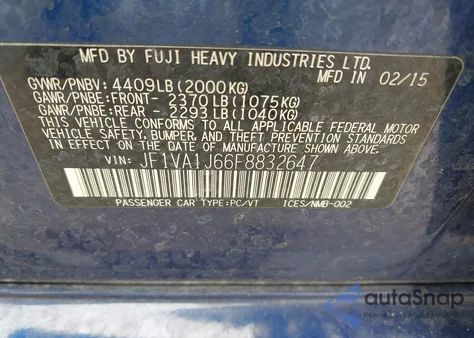 MFD BY FUJI HEAVY INDUSTRIES LTD.
MFD IN 02/15
GVWR/PNBV: 4409LB(2000KG)
GAWR/PNBE:FRONT- 2370LB(1075KG)
GAWR/PNBE:REAR - 2293LB(1040KG)
THIS VEHICLE CONFORMS TO ALL APPLICABLE FEDERAL MOTOR
VEHICLE SAFETY, BUMPER, AND THEFT PREVENTION STANDARDS
IN EFFECT ON THE DATE OF MANUFACTURE SHOWN ABOVE.
VIN: JF1VA1J66F8832647
PASSENGER CAR TYPE:PC/VT ICES/NMB-002
autoSnap